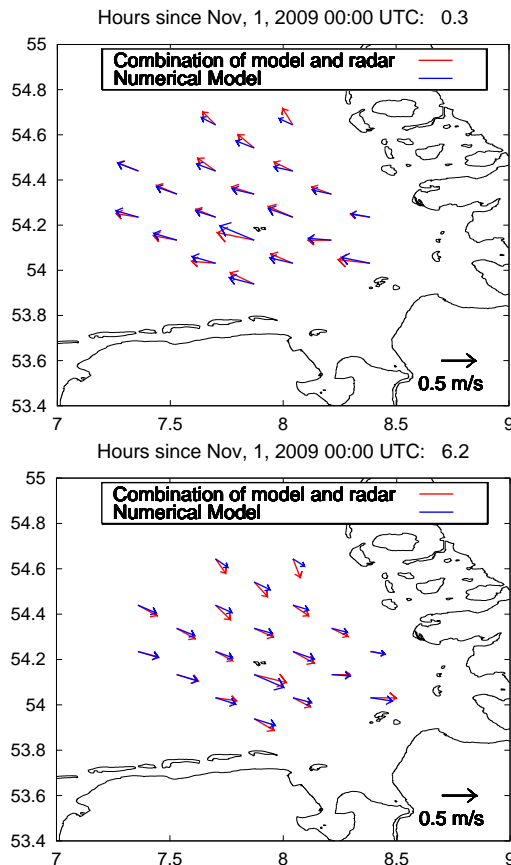 Hours since Nov, 1, 2009 00:00 UTC: 0.3
55
Combination of model and radar
Numerical Model
54.8
54.6
54.4
54.2
54
53.8
53.6
0.5 m/s
53.4
7 7.5 8 8.5 9
Hours since Nov, 1, 2009 00:00 UTC: 6.2
55
Combination of model and radar
Numerical Model
54.8
54.6
54.4
54.2
54
53.8
53.6
0.5 m/s
53.4
7 7.5 8 8.5 9